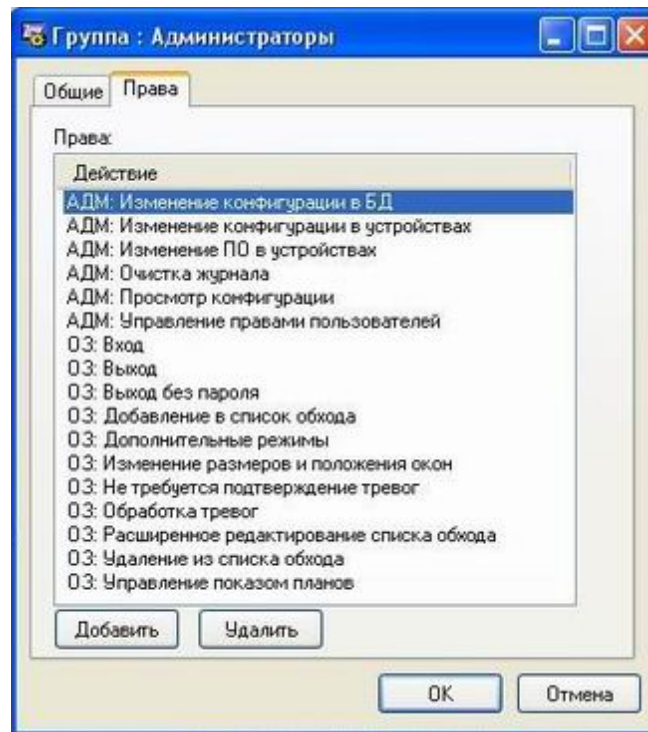 Группа : Администраторы
Общие Права
Права:
Действие
АДМ: Изменение конфигурации в БД
АДМ: Изменение конфигурации в устройствах
АДМ: Изменение ПО в устройствах
АДМ: Очистка журнала
АДМ: Просмотр конфигурации
АДМ: Управление правами пользователей
ОЗ: Вход
ОЗ: Выход
ОЗ: Выход без пароля
ОЗ: Добавление в список обхода
ОЗ: Дополнительные режимы
ОЗ: Изменение размеров и положения окон
ОЗ: Не требуется подтверждение тревог
ОЗ: Обработка тревог
ОЗ: Расширенное редактирование списка обхода
ОЗ: Удаление из списка обхода
ОЗ: Управление показом планов
Добавить Удалить
OK Отмена